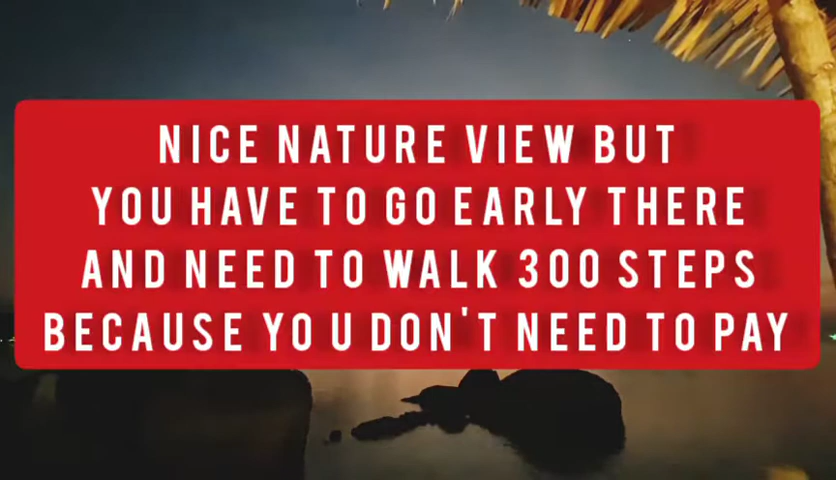 NICE NATURE VIEW BUT
YOU HAVE TO GO EARLY THERE
AND NEED TO WALK 300 STEPS
BECAUSE YO U DON'T NEED TO PAY